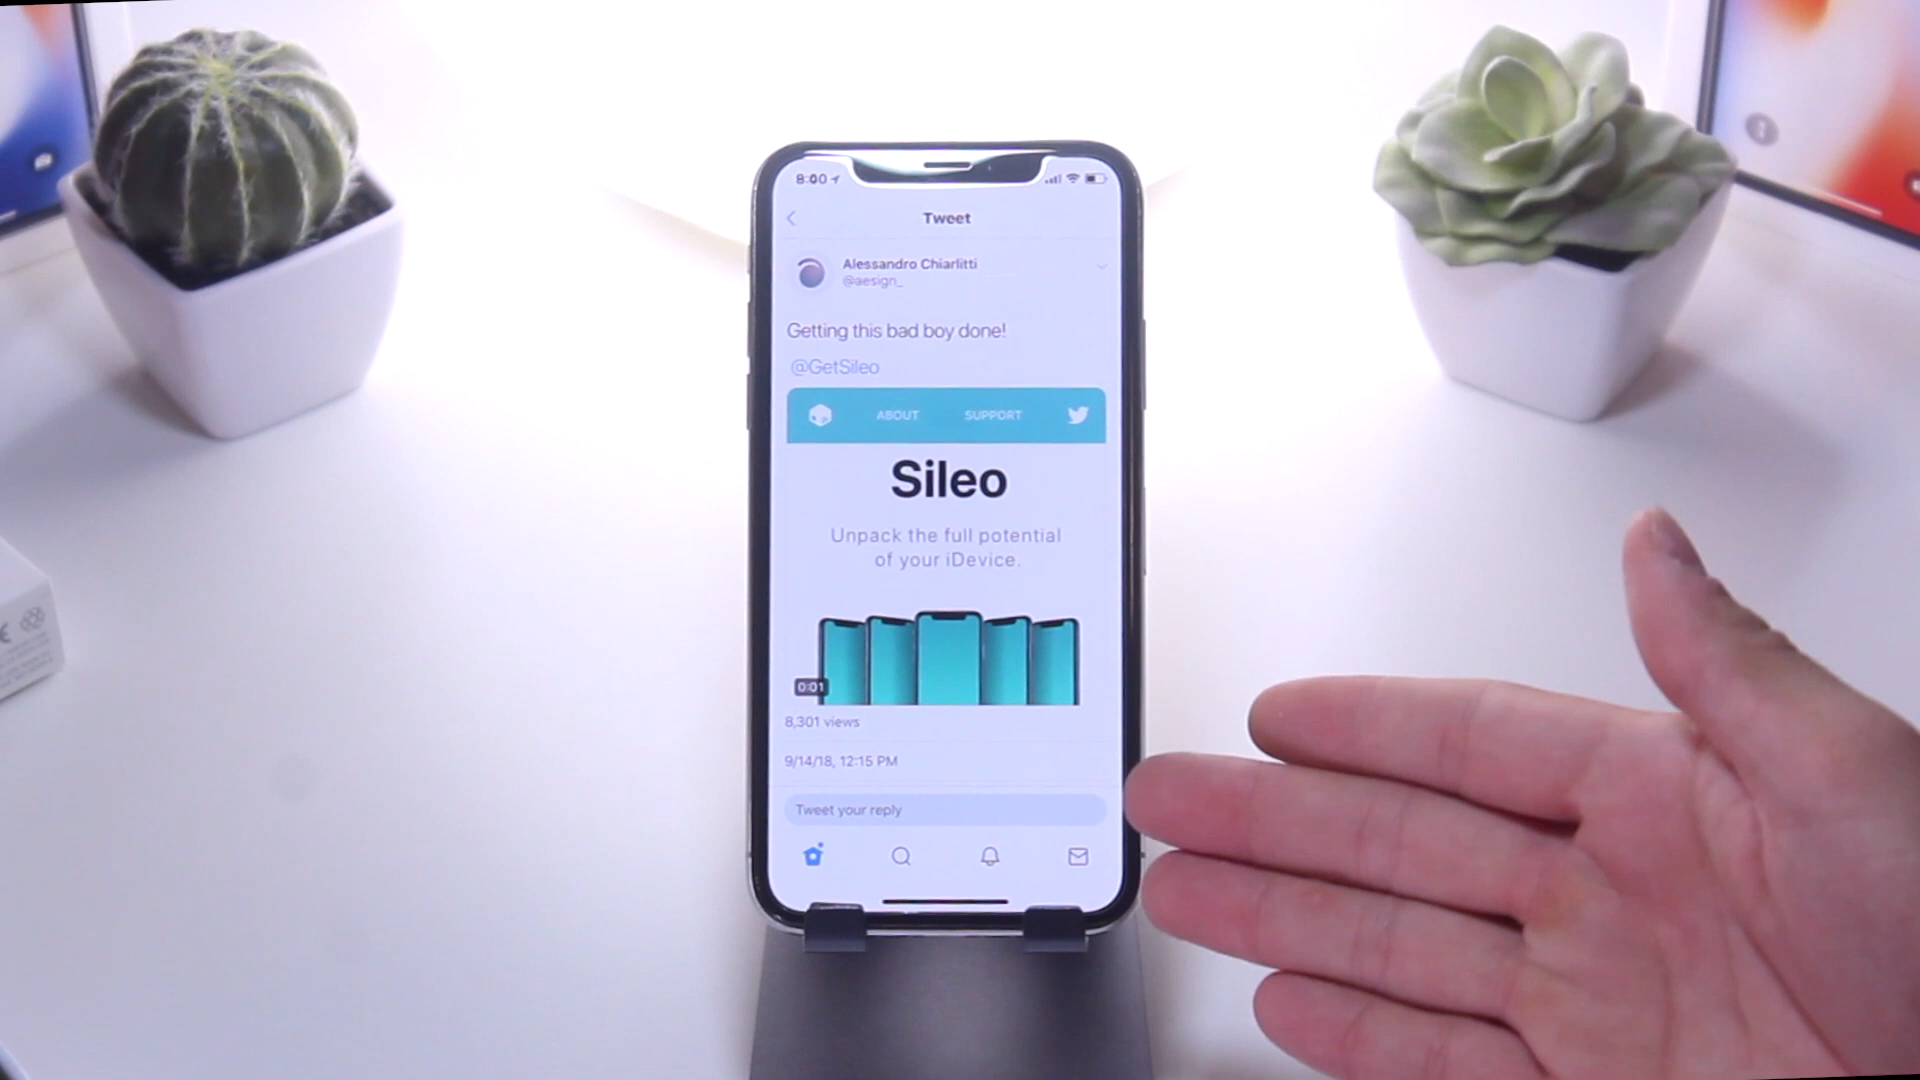 8:00
Tweet
Alessandro Chiarlitti
@aesign_
Getting this bad boy done!
@GetSileo
ABOUT SUPPORT
Sileo
Unpack the full potential
of your iDevice.
0:01
8,301 views
9/14/18, 12:15 PM
Tweet your reply